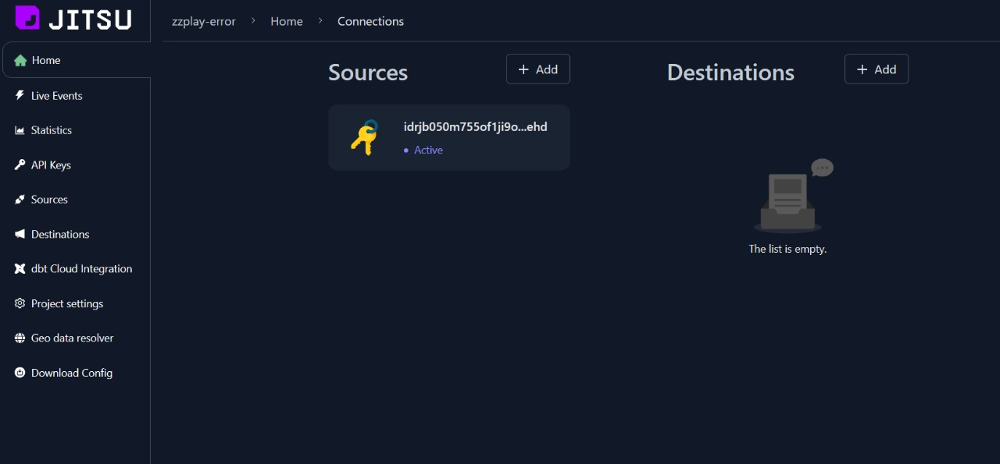 JITSU
zzplay-error > Home > Connections
Home
Live Events
Statistics
API Keys
Sources
Destinations
dbt Cloud Integration
Project settings
Geo data resolver
Download Config
Sources
+ Add
idrjb050m755of1ji9o...ehd
Active
Destinations
+ Add
The list is empty.